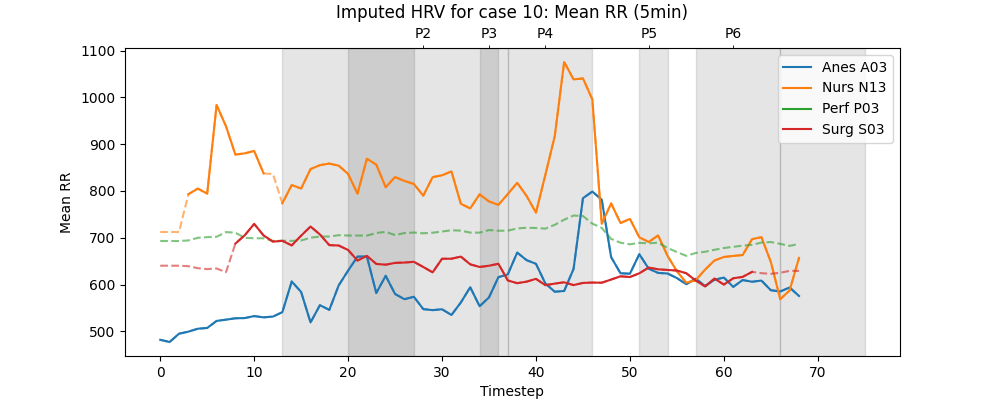 Imputed HRV for case 10: Mean RR (5min)
P2 P3 P4 P5 P6
1100
1000
900
800
700
600
500
Mean RR
Anes A03
Nurs N13
Perf P03
Surg S03
0 10 20 30 40 50 60 70
Timestep